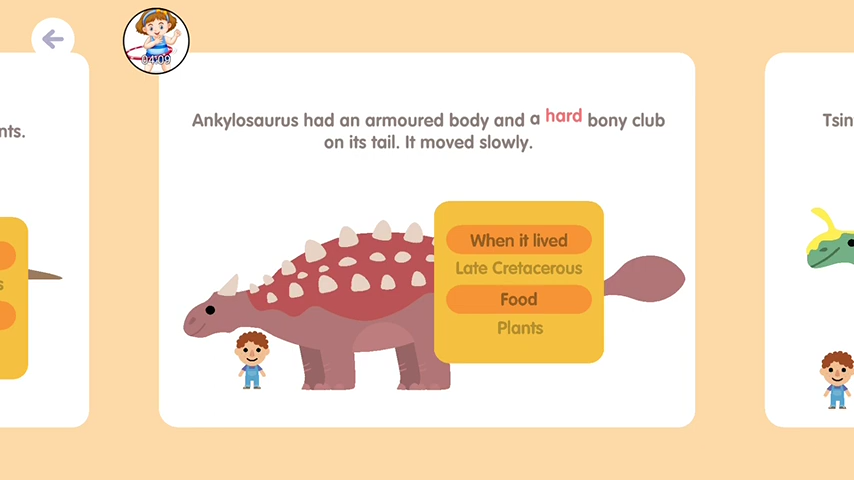 04:09
nts.
Ankylosaurus had an armoured body and a hard bony club
on its tail. It moved slowly.
Tsin
When it lived
Late Cretacerous
Food
Plants
s